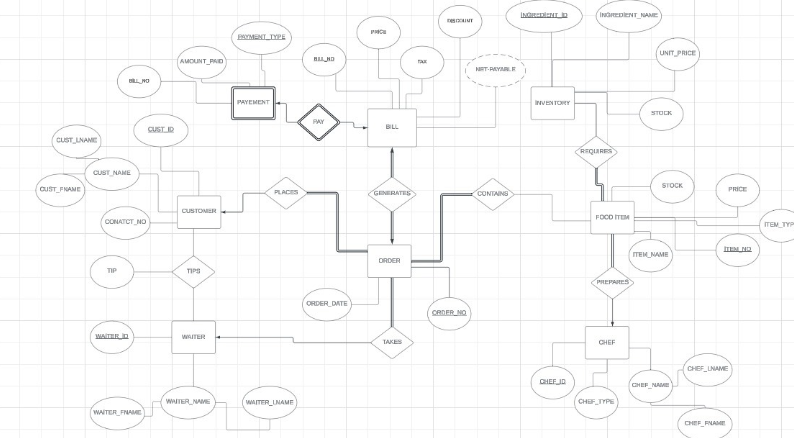 DISCOUNT
INGREDIENT_ID
INGREDIENT_NAME
PAYMENT_TYPE
PRICE
AMOUNT_PAID
BILL_NO
TAX
NET-PAYABLE
UNIT_PRICE
BILL_NO
PAYEMENT
PAY
BILL
INVENTORY
STOCK
CUST_ID
CUST_LNAME
CUST_NAME
CUST_FNAME
REQUIRES
PLACES
GENERATES
CONTAINS
STOCK
PRICE
CUSTOMER
CONATCT_NO
FOOD ITEM
ITEM_TYP
ITEM_NAME
ITEM_NO
TIP
TIPS
ORDER
PREPARES
ORDER_DATE
ORDER_NO
WAITER_ID
WAITER
TAKES
CHEF
CHEF_ID
CHEF_NAME
CHEF_LNAME
WAITER_FNAME
WAITER_NAME
WAITER_LNAME
CHEF_TYPE
CHEF_FNAME